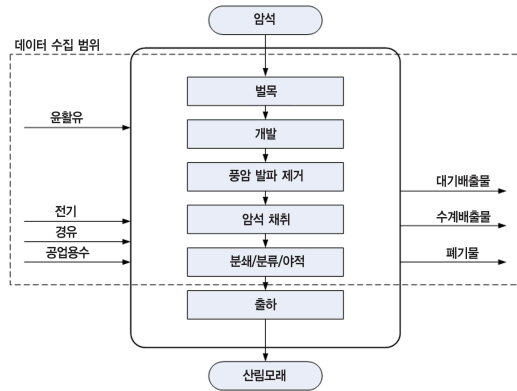 암석
데이터 수집 범위
벌목
윤활유
개발
풍암 발파 제거
대기배출물
전기
암석 채취
수계배출물
경유
공업용수
분쇄/분류/야적
폐기물
출하
산림모래